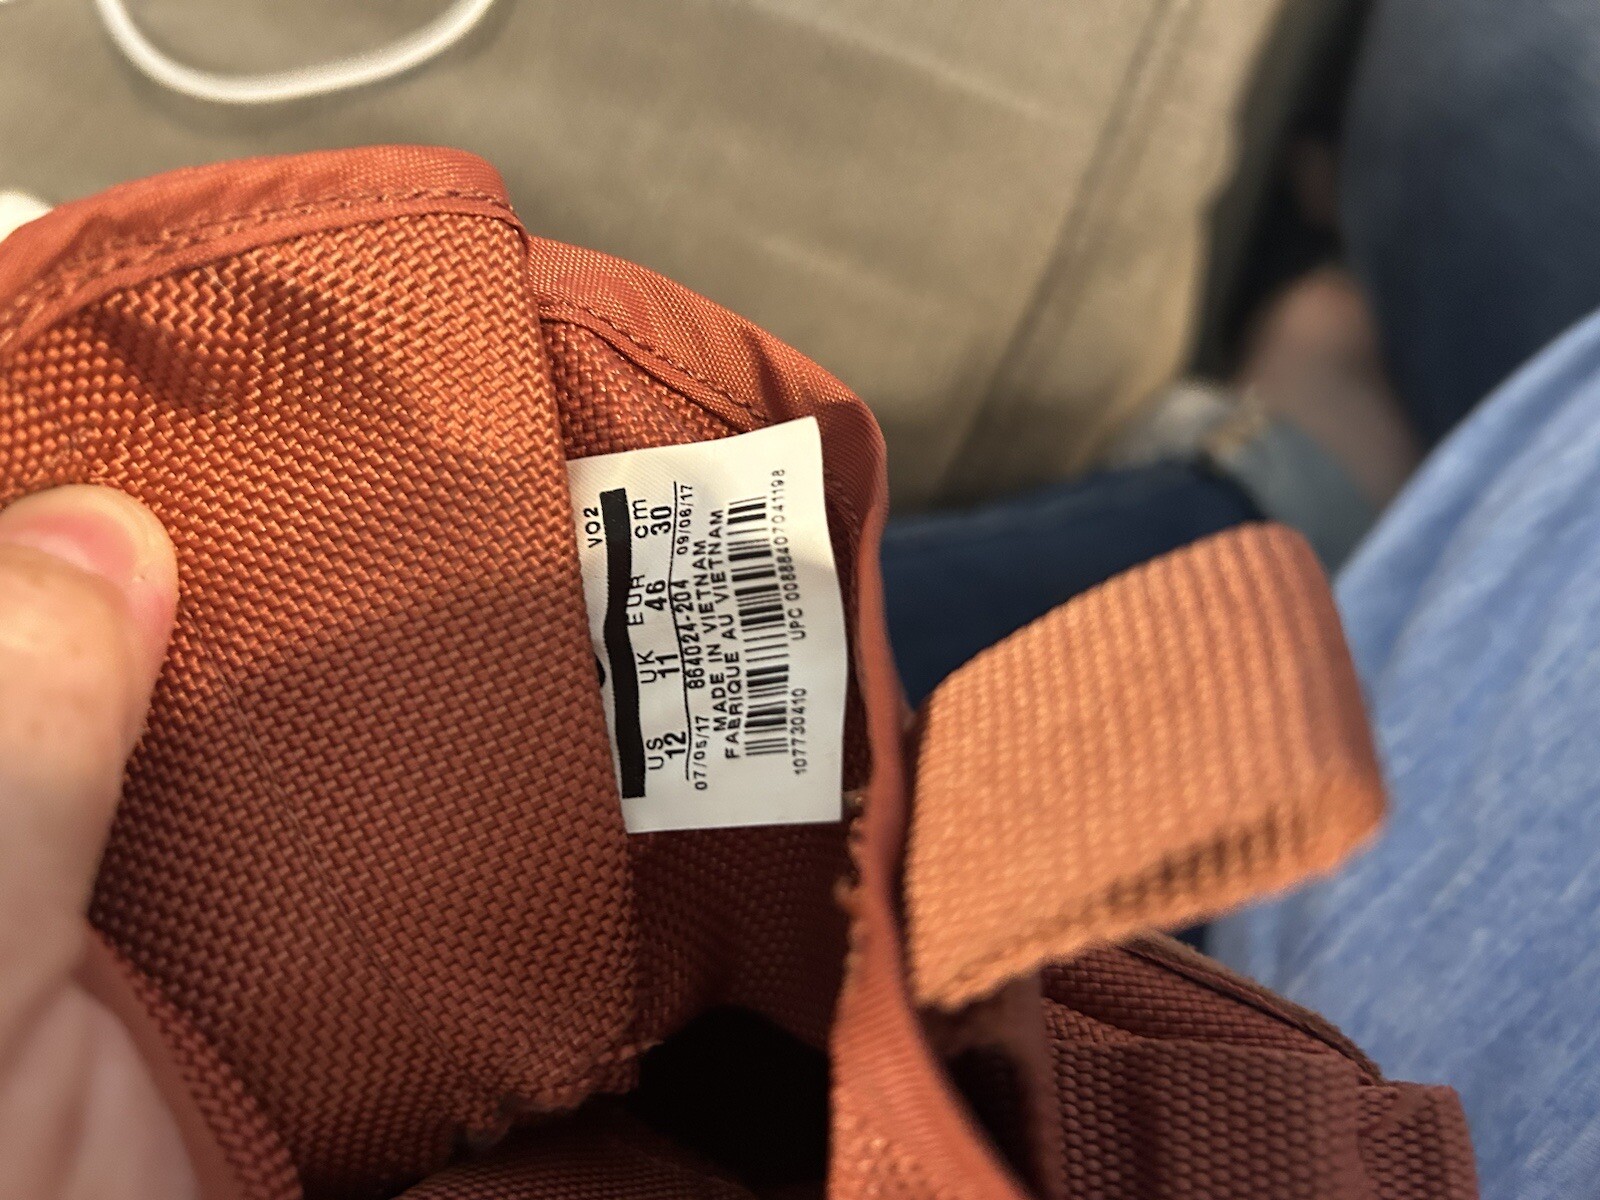 VO2
US UK EUR cm
12 11 46 30
07/05/17 864024-204 09/06/17
MADE IN VIETNAM
FABRIQUE AU VIETNAM
107730410 UPC 00888407041198